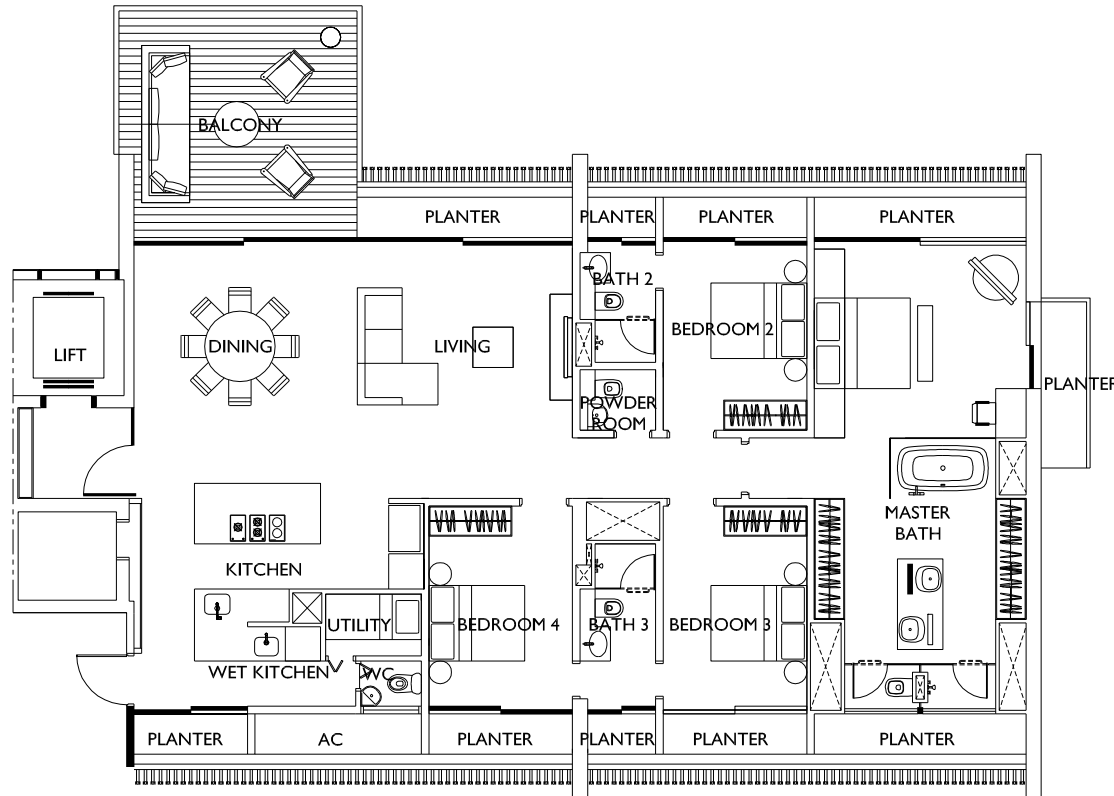 BALCONY
PLANTER
PLANTER
PLANTER
PLANTER
BATH 2
BEDROOM 2
DINING
LIVING
LIFT
PLANTER
POWDER
ROOM
MASTER
BATH
KITCHEN
UTILITY
BEDROOM 4
BATH 3
BEDROOM 3
WET KITCHEN
WC
PLANTER
AC
PLANTER
PLANTER
PLANTER
PLANTER